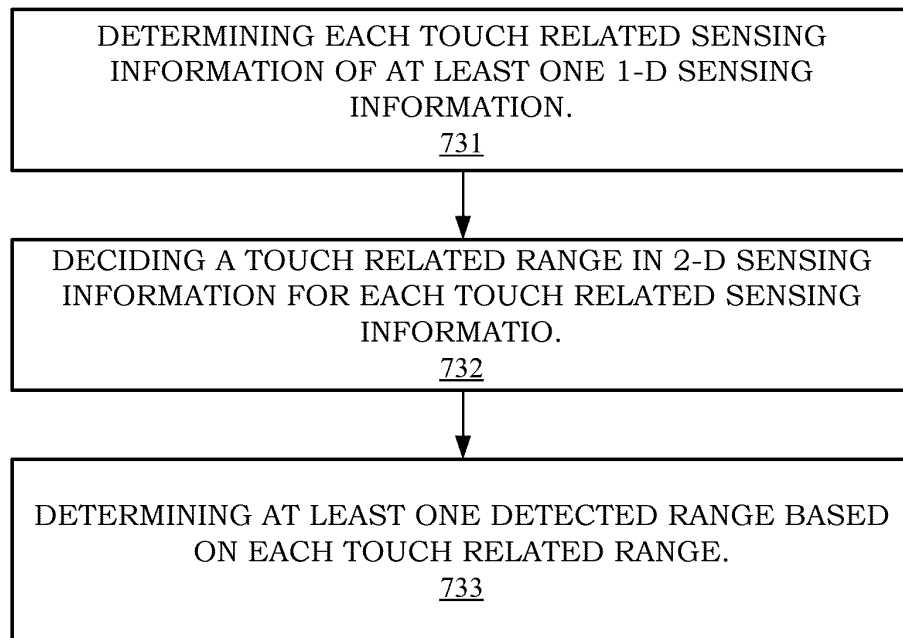 DETERMINING EACH TOUCH RELATED SENSING
INFORMATION OF AT LEAST ONE 1-D SENSING
INFORMATION.
731
DECIDING A TOUCH RELATED RANGE IN 2-D SENSING
INFORMATION FOR EACH TOUCH RELATED SENSING
INFORMATIO.
732
DETERMINING AT LEAST ONE DETECTED RANGE BASED
ON EACH TOUCH RELATED RANGE.
733